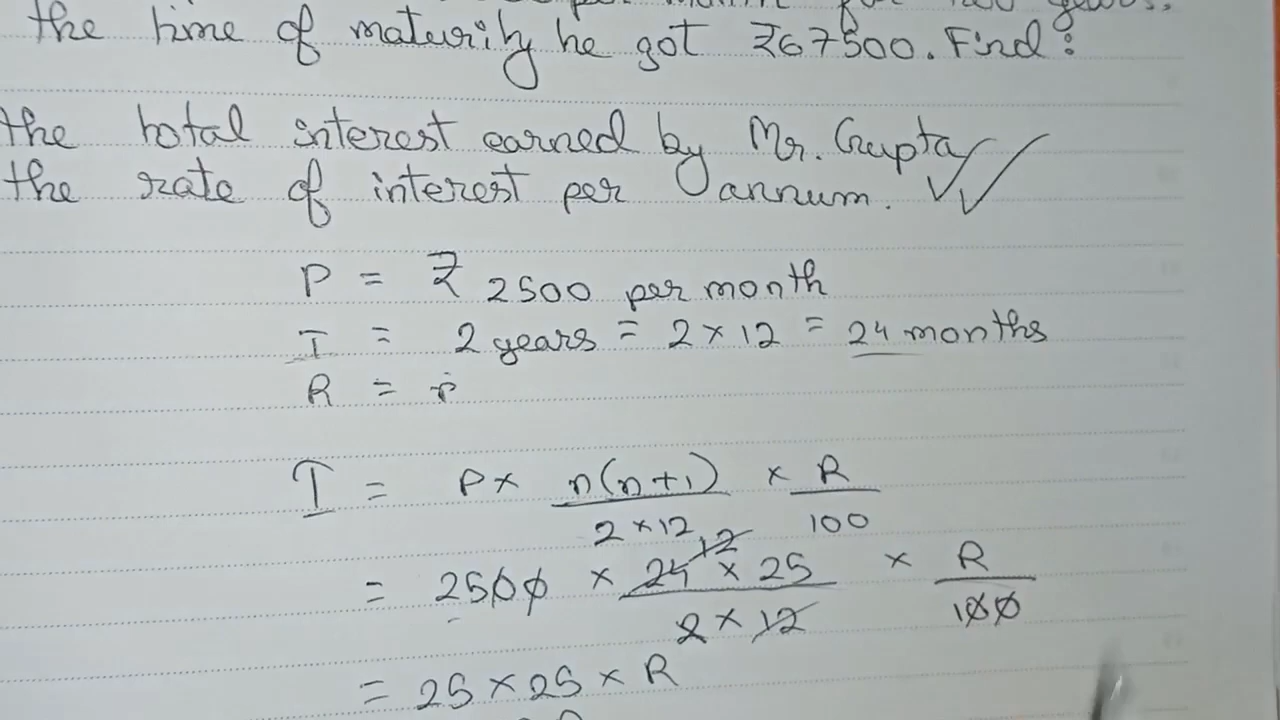 the time of maturity he got ₹67500. Find:
the total interest earned by Mr. Gupta
the rate of interest per annum.
P = ₹ 2500 per month
T = 2 years = 2 × 12 = 24 months
R = ?
I = P × n(n+1)/2 × 12 × R/100
= 2500 × 24 × 25/2 × 12 × R/100
12
= 25 × 25 × R